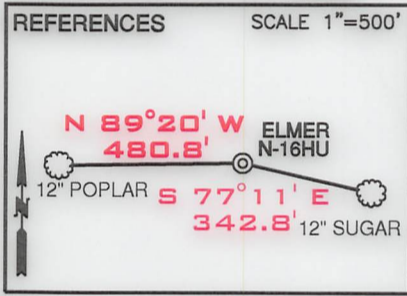 REFERENCES SCALE 1"=500'
N 89°20' W
480.8'
ELMER
N-16HU
12" POPLAR
S 77°11' E
342.8'
12" SUGAR
N